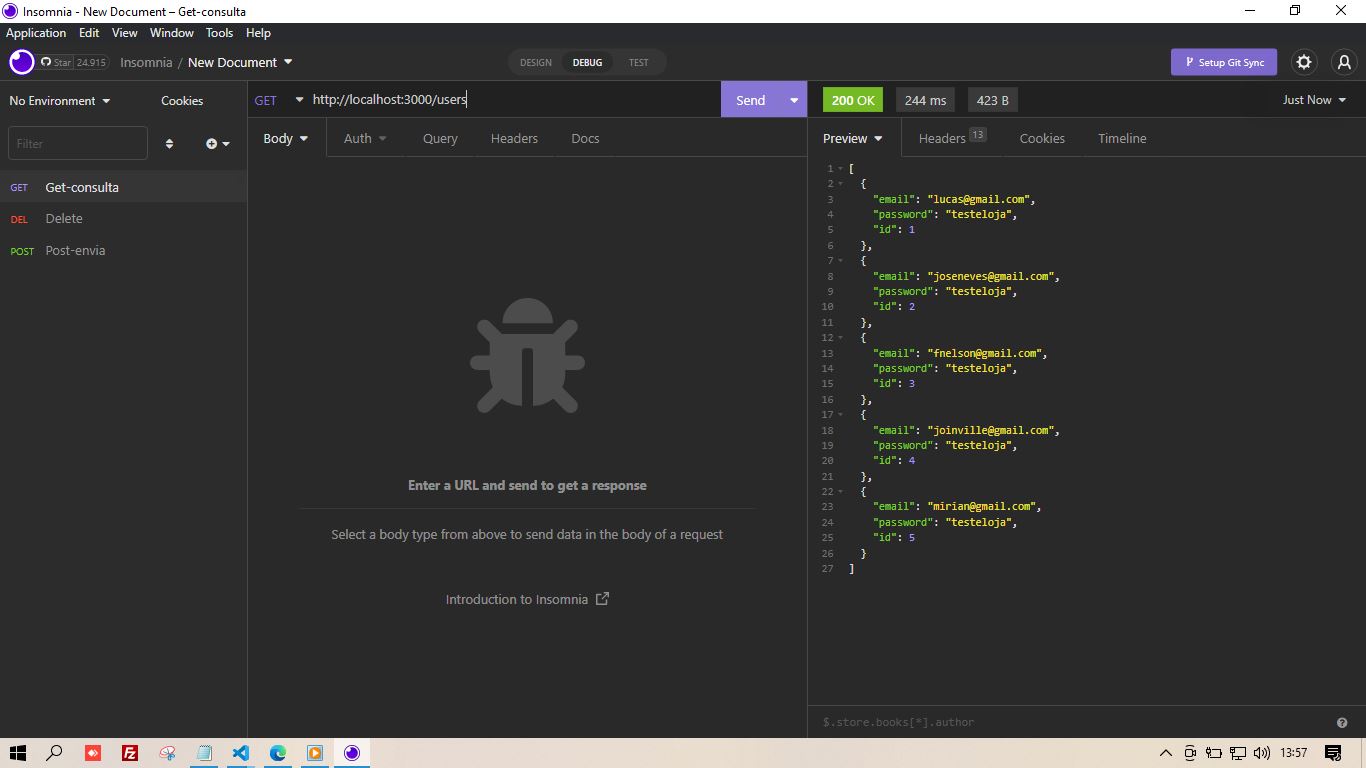 Insomnia - New Document – Get-consulta
Application Edit View Window Tools Help
Star 24.915 Insomnia / New Document DESIGN DEBUG TEST Setup Git Sync
No Environment Cookies GET http://localhost:3000/users Send 200 OK 244 ms 423 B Just Now
Filter
Body Auth Query Headers Docs
Preview Headers 13 Cookies Timeline
GET Get-consulta
DEL Delete
POST Post-envia
Enter a URL and send to get a response
Select a body type from above to send data in the body of a request
Introduction to Insomnia
1 [
2 {
3 "email": "lucas@gmail.com",
4 "password": "testeloja",
5 "id": 1
6 },
7 {
8 "email": "joseneves@gmail.com",
9 "password": "testeloja",
10 "id": 2
11 },
12 {
13 "email": "fnelson@gmail.com",
14 "password": "testeloja",
15 "id": 3
16 },
17 {
18 "email": "joinville@gmail.com",
19 "password": "testeloja",
20 "id": 4
21 },
22 {
23 "email": "mirian@gmail.com",
24 "password": "testeloja",
25 "id": 5
26 }
27 ]
$.store.books[*].author
13:57